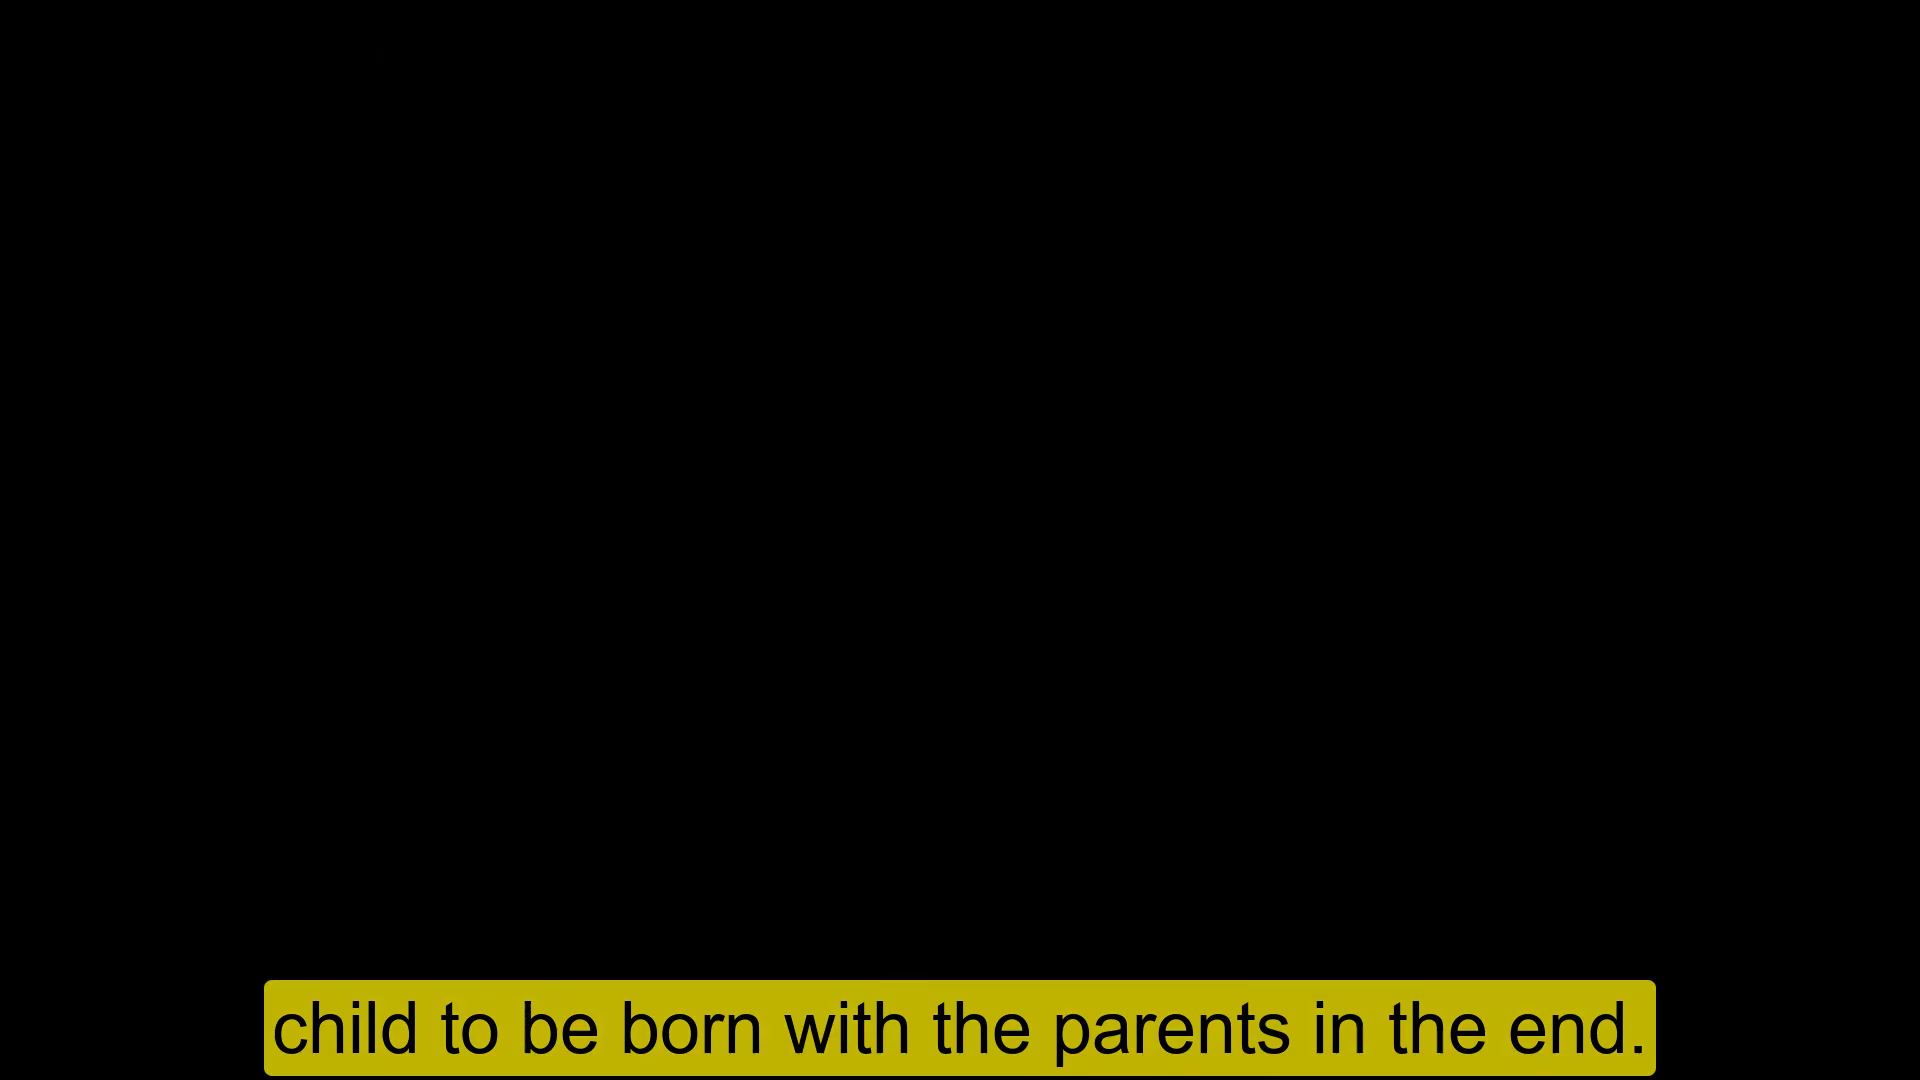 child to be born with the parents in the end.